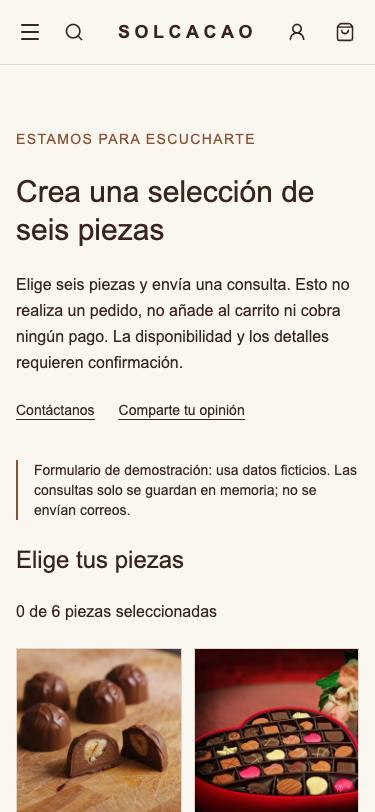 SOLCACAO
ESTAMOS PARA ESCUCHARTE
Crea una selección de
seis piezas
Elige seis piezas y envía una consulta. Esto no
realiza un pedido, no añade al carrito ni cobra
ningún pago. La disponibilidad y los detalles
requieren confirmación.
Contáctanos Comparte tu opinión
Formulario de demostración: usa datos ficticios. Las
consultas solo se guardan en memoria; no se
envían correos.
Elige tus piezas
0 de 6 piezas seleccionadas